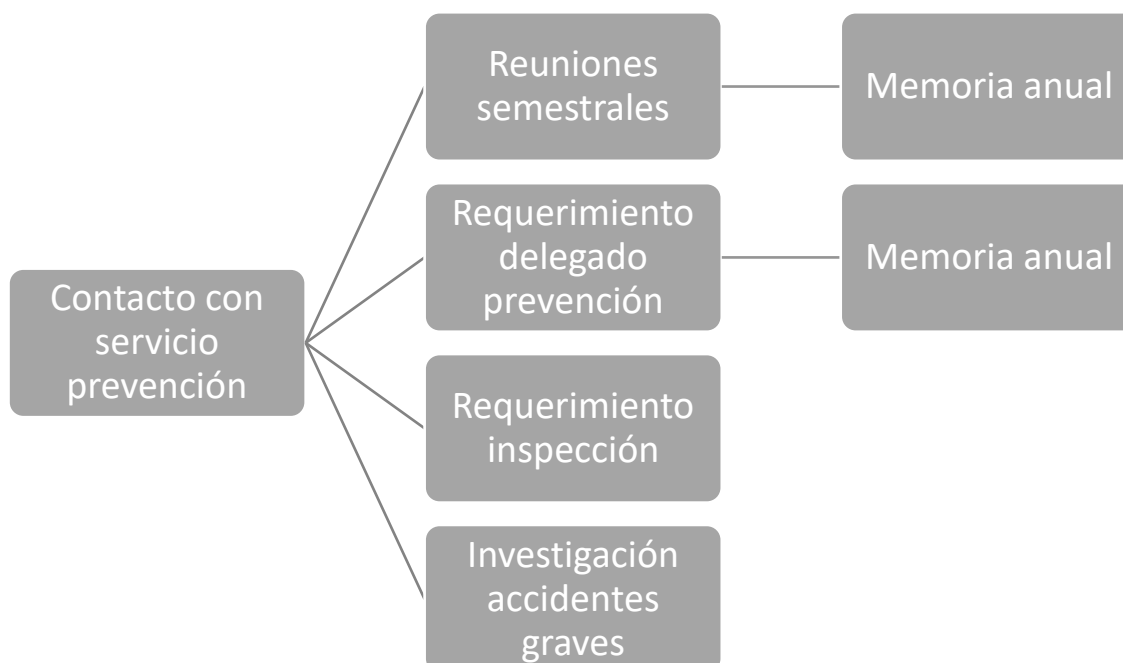 Contacto con
servicio
prevención
Reuniones
semestrales
Memoria anual
Requerimiento
delegado
prevención
Memoria anual
Requerimiento
inspección
Investigación
accidentes
graves